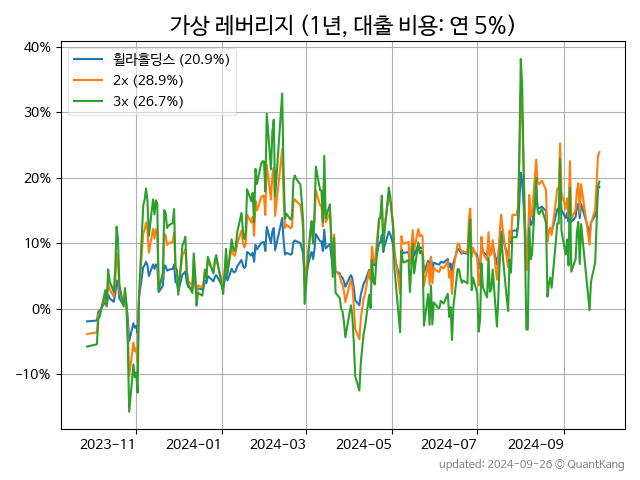 가상 레버리지 (1년, 대출 비용: 연 5%)
휠라홀딩스 (20.9%)
2x (28.9%)
3x (26.7%)
40%
30%
20%
10%
0%
−10%
2023-11 2024-01 2024-03 2024-05 2024-07 2024-09
updated: 2024-09-26 © QuantKang